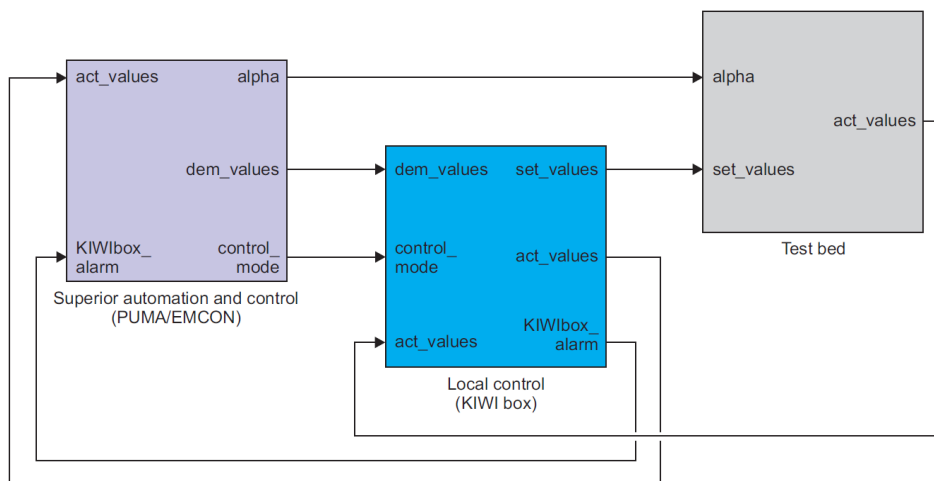 act_values
alpha
dem_values
KIWIbox_
alarm
control_
mode
Superior automation and control
(PUMA/EMCON)
dem_values
set_values
control_
mode
act_values
act_values
KIWIbox_
alarm
Local control
(KIWI box)
alpha
act_values
set_values
Test bed